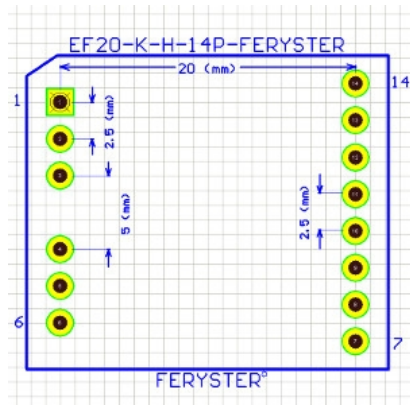 EF20-K-H-14P-FERYSTER
20 (mm)
1
14
2.5 (mm)
5 (mm)
2.5 (mm)
6
7
FERYSTER®